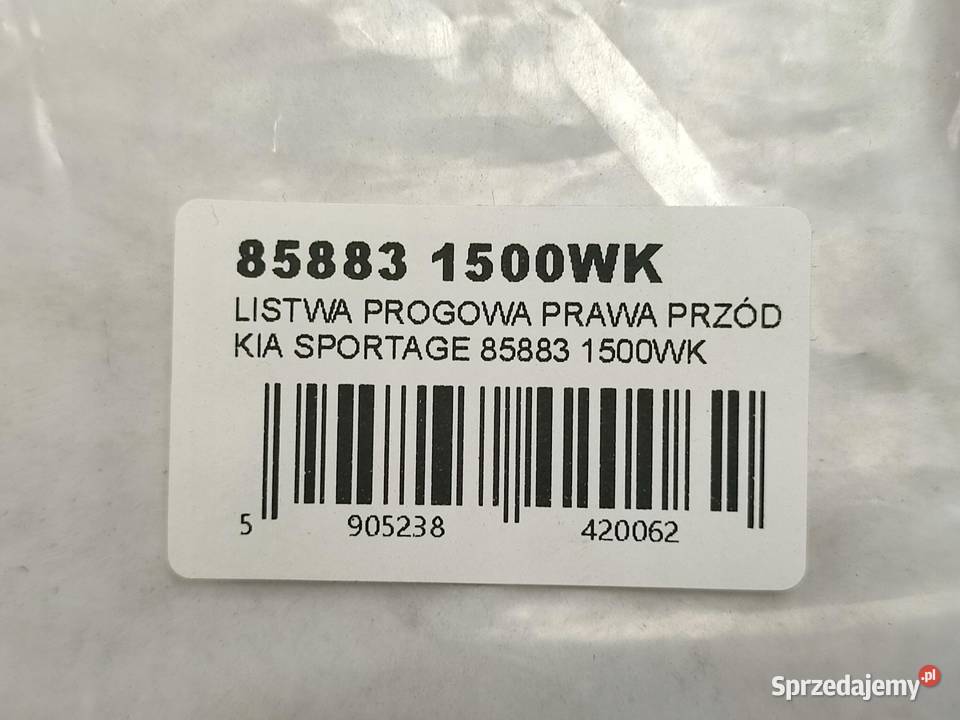 85883 1500WK
LISTWA PROGOWA PRAWA PRZÓD
KIA SPORTAGE 85883 1500WK
5 905238 420062
Sprzedajemy.pl